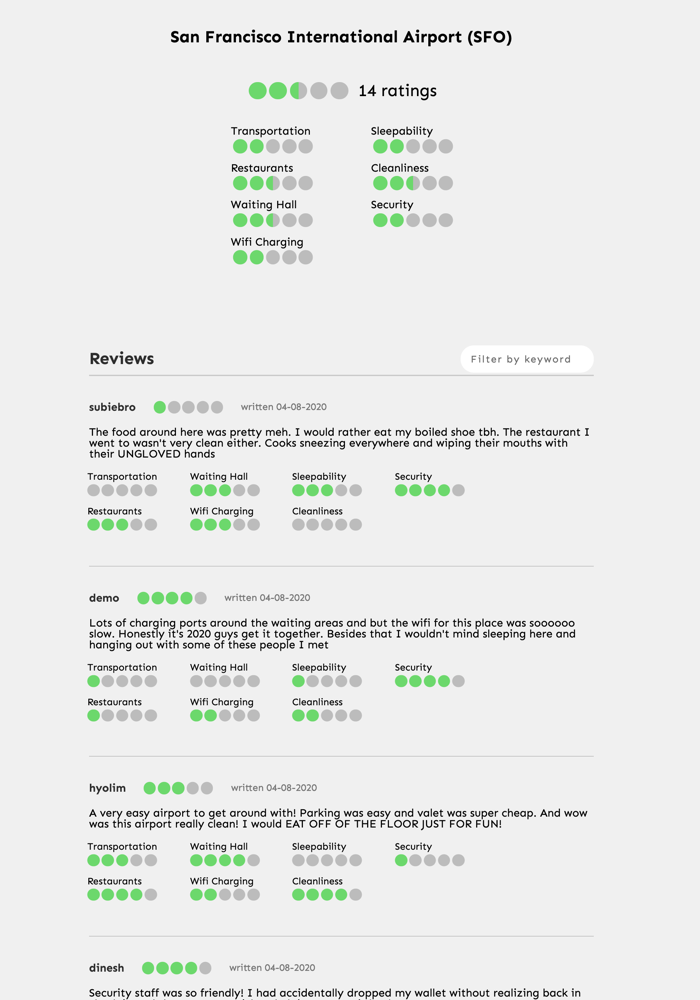 San Francisco International Airport (SFO)
14 ratings
Transportation
Sleepability
Restaurants
Cleanliness
Waiting Hall
Security
Wifi Charging
Reviews
Filter by keyword
subiebro written 04-08-2020
The food around here was pretty meh. I would rather eat my boiled shoe tbh. The restaurant I
went to wasn't very clean either. Cooks sneezing everywhere and wiping their mouths with
their UNGLOVED hands
Transportation Waiting Hall Sleepability Security
Restaurants Wifi Charging Cleanliness
demo written 04-08-2020
Lots of charging ports around the waiting areas and but the wifi for this place was soooooo
slow. Honestly it's 2020 guys get it together. Besides that I wouldn't mind sleeping here and
hanging out with some of these people I met
Transportation Waiting Hall Sleepability Security
Restaurants Wifi Charging Cleanliness
hyolim written 04-08-2020
A very easy airport to get around with! Parking was easy and valet was super cheap. And wow
was this airport really clean! I would EAT OFF OF THE FLOOR JUST FOR FUN!
Transportation Waiting Hall Sleepability Security
Restaurants Wifi Charging Cleanliness
dinesh written 04-08-2020
Security staff was so friendly! I had accidentally dropped my wallet without realizing back in